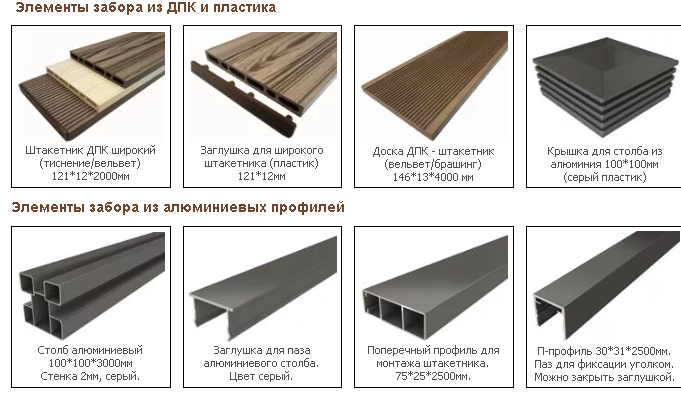 Элементы забора из ДПК и пластика
Штакетник ДПК широкий
(тиснение/вельвет)
121*12*2000мм
Заглушка для широкого
штакетника (пластик)
121*12мм
Доска ДПК - штакетник
(вельвет/брашинг)
146*13*4000 мм
Крышка для столба из
алюминия 100*100мм
(серый пластик)
Элементы забора из алюминиевых профилей
Столб алюминиевый
100*100*3000мм
Стенка 2мм, серый.
Заглушка для паза
алюминиевого столба.
Цвет серый.
Поперечный профиль для
монтажа штакетника.
75*25*2500мм.
П-профиль 30*31*2500мм.
Паз для фиксации уголком.
Можно закрыть заглушкой.